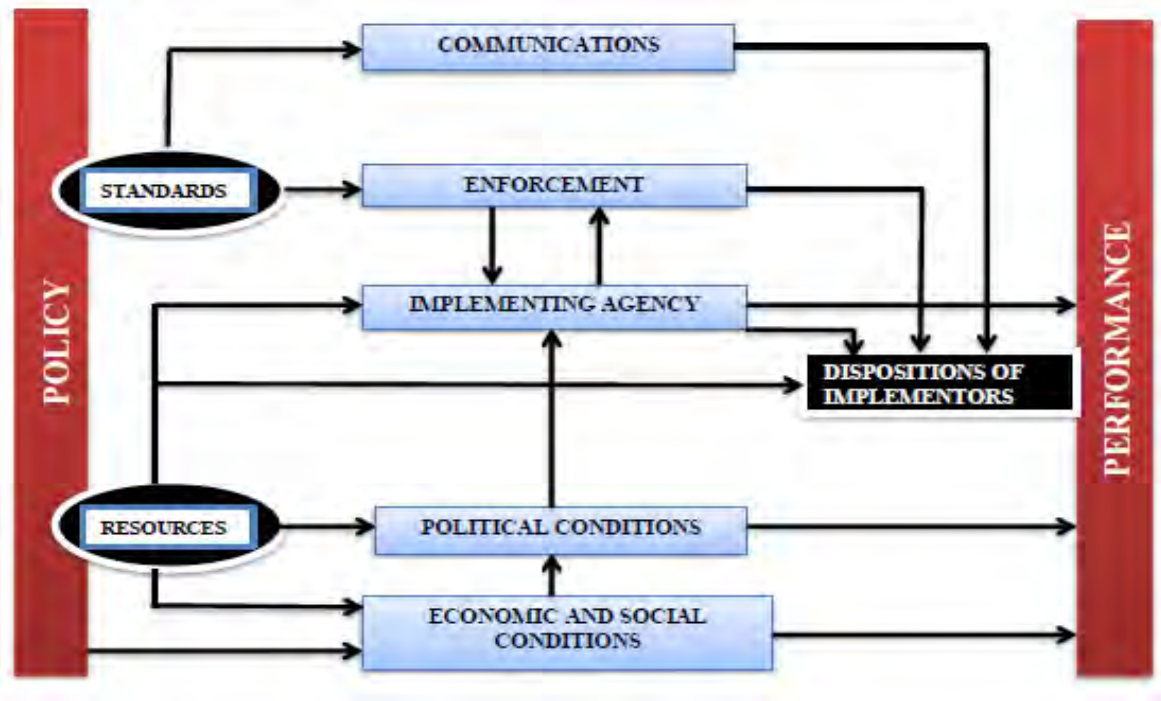 POLICY
COMMUNICATIONS
STANDARDS
ENFORCEMENT
IMPLEMENTING AGENCY
DISPOSITIONS OF
IMPLEMENTORS
RESOURCES
POLITICAL CONDITIONS
ECONOMIC AND SOCIAL
CONDITIONS
PERFORMANCE